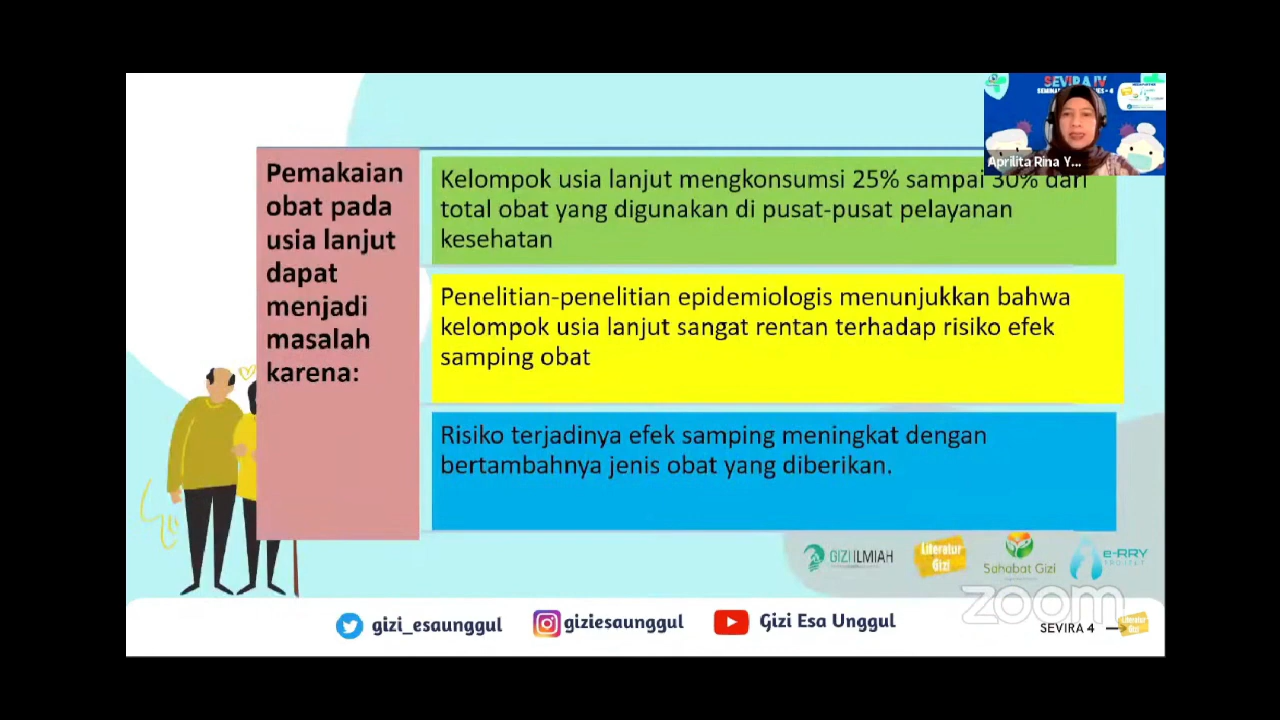 SEVIRA IV
Aprilita Rina Y...
Pemakaian
obat pada
usia lanjut
dapat
menjadi
masalah
karena:
Kelompok usia lanjut mengkonsumsi 25% sampai 30% dari
total obat yang digunakan di pusat-pusat pelayanan
kesehatan
Penelitian-penelitian epidemiologis menunjukkan bahwa
kelompok usia lanjut sangat rentan terhadap risiko efek
samping obat
Risiko terjadinya efek samping meningkat dengan
bertambahnya jenis obat yang diberikan.
GIZI ILMIAH
Literatur
Gizi
Sahabat Gizi
e-RRY
zoom
gizi_esaunggul
giziesaunggul
Gizi Esa Unggul
SEVIRA 4
Literatur
Gizi